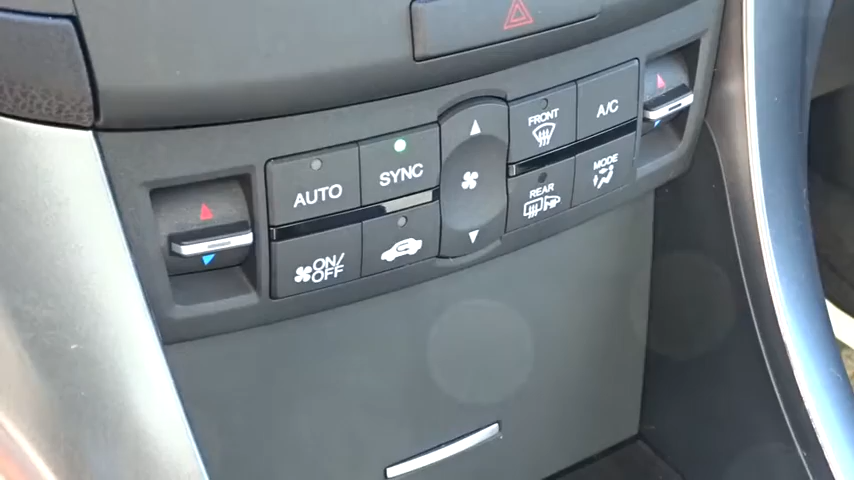 AUTO
SYNC
FRONT
A/C
ON/
OFF
REAR
MODE